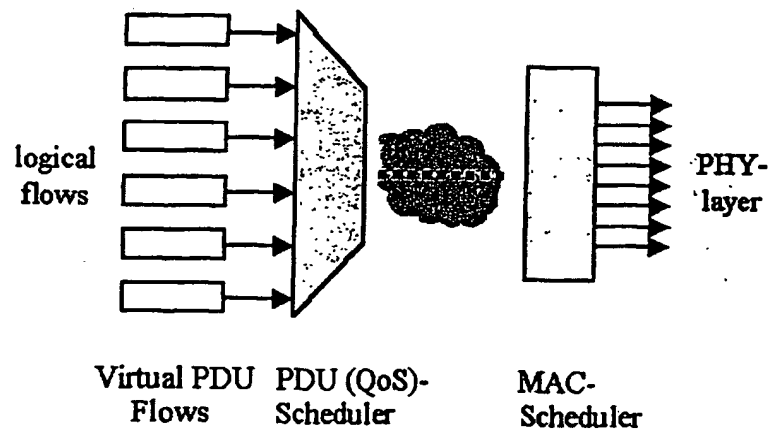 logical
flows
PHY-
layer
Virtual PDU
Flows
PDU (QoS)-
Scheduler
MAC-
Scheduler